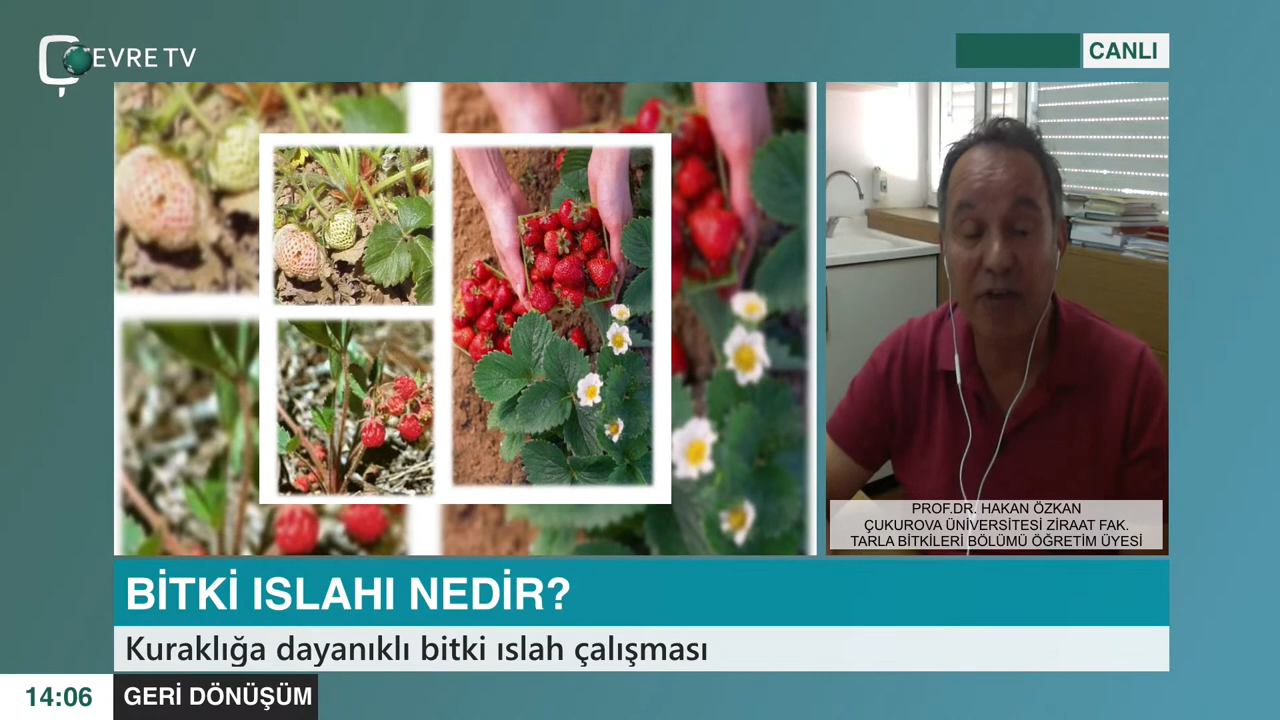 ÇEVRE TV
CANLI
PROF.DR. HAKAN ÖZKAN
ÇUKUROVA ÜNİVERSİTESİ ZİRAAT FAK.
TARLA BİTKİLERİ BÖLÜMÜ ÖĞRETİM ÜYESİ
BİTKİ ISLAHI NEDİR?
Kuraklığa dayanıklı bitki ıslah çalışması
14:06
GERİ DÖNÜŞÜM